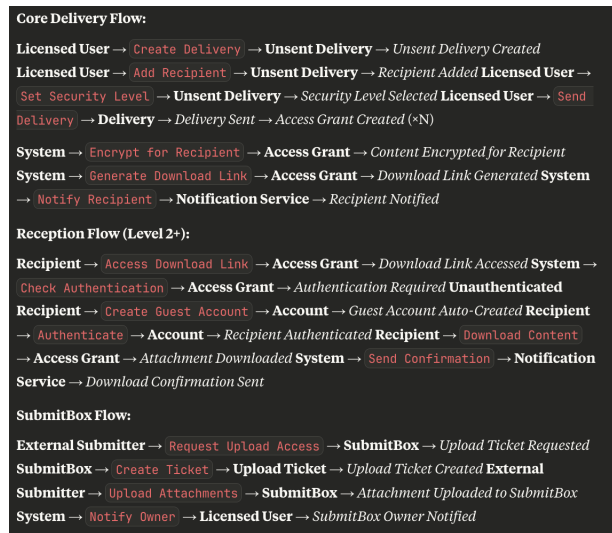 Core Delivery Flow:
Licensed User → Create Delivery → Unsent Delivery → Unsent Delivery Created
Licensed User → Add Recipient → Unsent Delivery → Recipient Added Licensed User →
Set Security Level → Unsent Delivery → Security Level Selected Licensed User → Send
Delivery → Delivery → Delivery Sent → Access Grant Created (×N)
System → Encrypt for Recipient → Access Grant → Content Encrypted for Recipient
System → Generate Download Link → Access Grant → Download Link Generated System
→ Notify Recipient → Notification Service → Recipient Notified
Reception Flow (Level 2+):
Recipient → Access Download Link → Access Grant → Download Link Accessed System →
Check Authentication → Access Grant → Authentication Required Unauthenticated
Recipient → Create Guest Account → Account → Guest Account Auto-Created Recipient
→ Authenticate → Account → Recipient Authenticated Recipient → Download Content
→ Access Grant → Attachment Downloaded System → Send Confirmation → Notification
Service → Download Confirmation Sent
SubmitBox Flow:
External Submitter → Request Upload Access → SubmitBox → Upload Ticket Requested
SubmitBox → Create Ticket → Upload Ticket → Upload Ticket Created External
Submitter → Upload Attachments → SubmitBox → Attachment Uploaded to SubmitBox
System → Notify Owner → Licensed User → SubmitBox Owner Notified